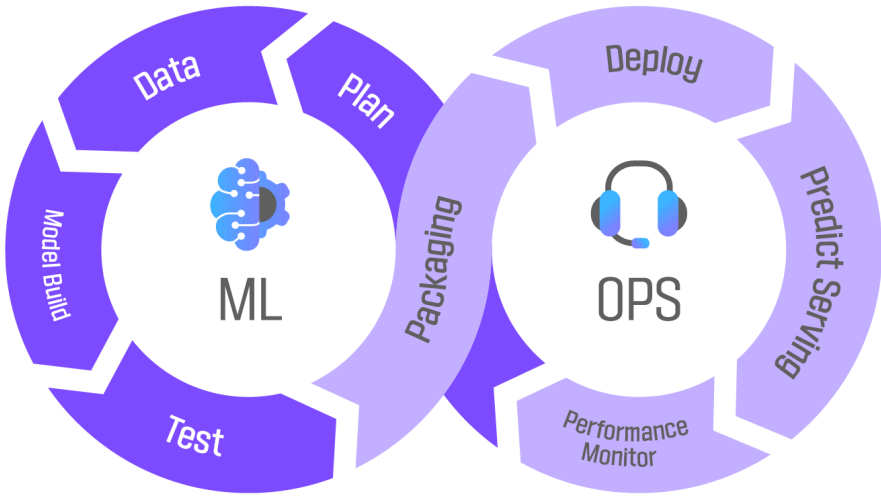 Plan
Data
Model Build
Test
Packaging
Deploy
Predict Serving
Performance
Monitor
ML
OPS